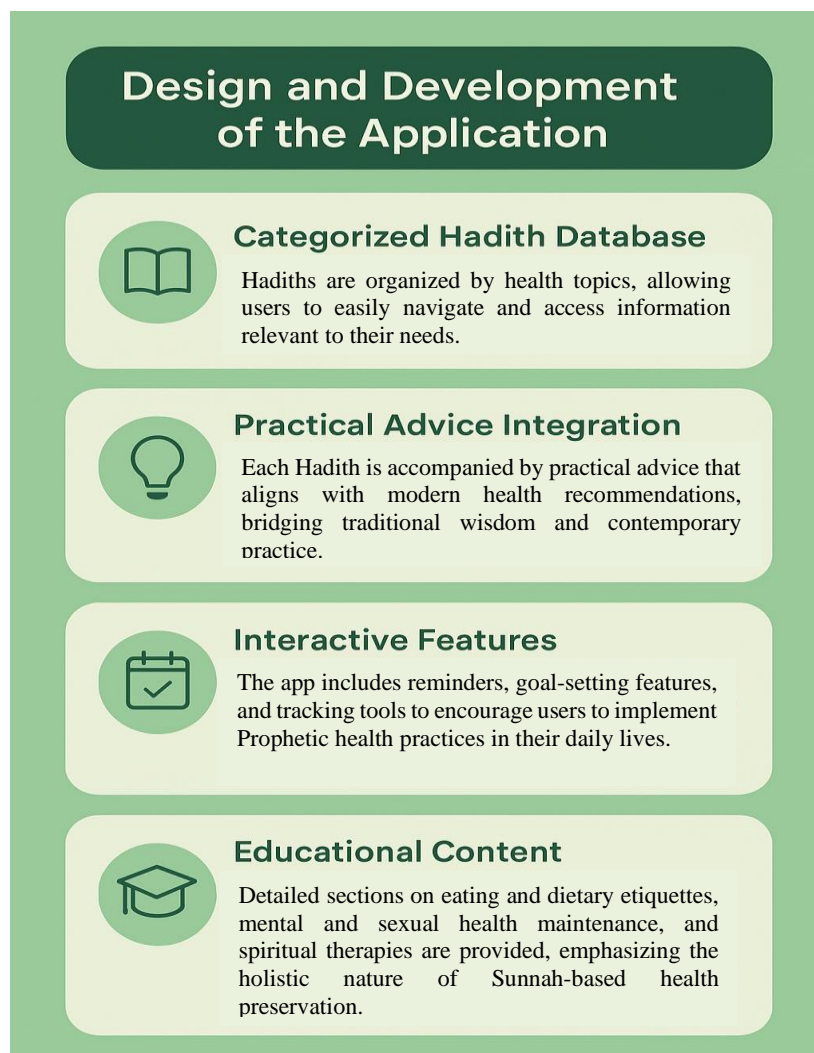 Design and Development
of the Application
Categorized Hadith Database
Hadiths are organized by health topics, allowing
users to easily navigate and access information
relevant to their needs.
Practical Advice Integration
Each Hadith is accompanied by practical advice that
aligns with modern health recommendations,
bridging traditional wisdom and contemporary
practice.
Interactive Features
The app includes reminders, goal-setting features,
and tracking tools to encourage users to implement
Prophetic health practices in their daily lives.
Educational Content
Detailed sections on eating and dietary etiquettes,
mental and sexual health maintenance, and
spiritual therapies are provided, emphasizing the
holistic nature of Sunnah-based health
preservation.